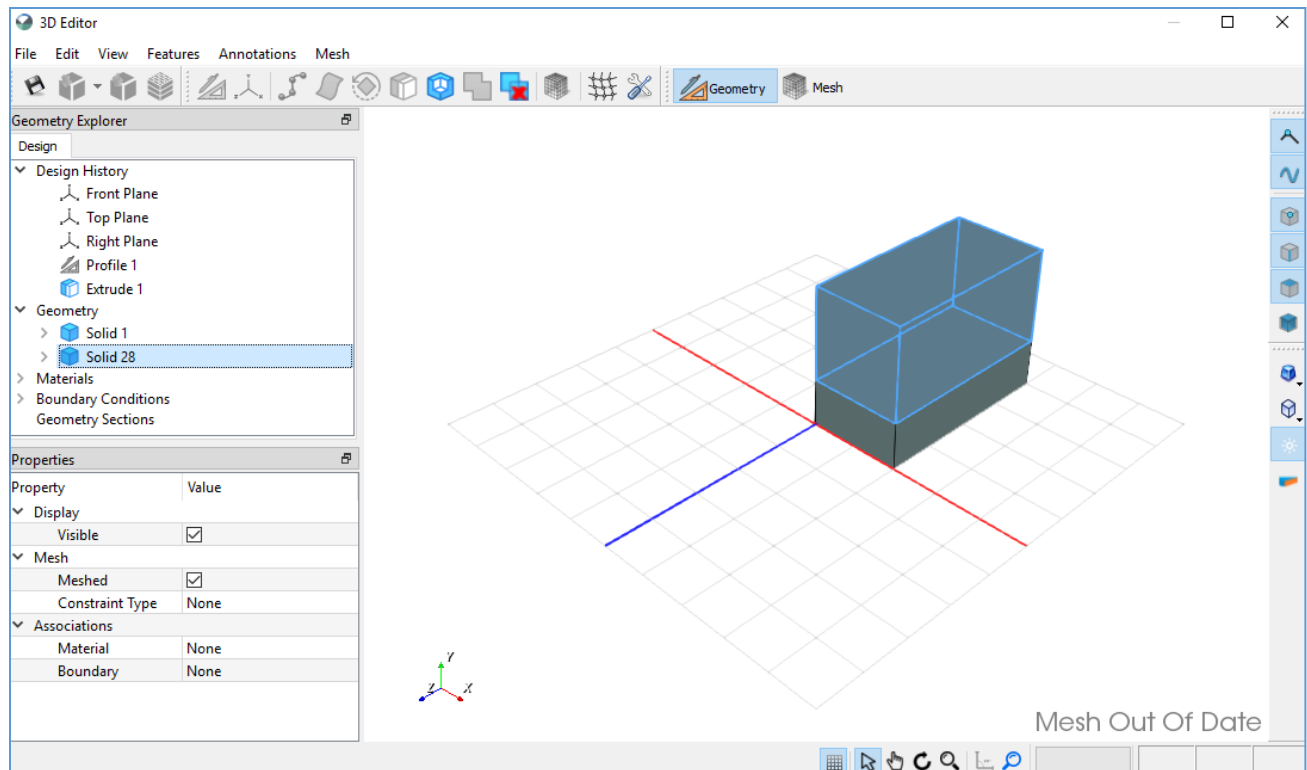 3D Editor
File Edit View Features Annotations Mesh
Geometry Mesh
Geometry Explorer
Design
Design History
Front Plane
Top Plane
Right Plane
Profile 1
Extrude 1
Geometry
Solid 1
Solid 28
Materials
Boundary Conditions
Geometry Sections
Properties
Property Value
Display
Visible
Mesh
Meshed
Constraint Type None
Associations
Material None
Boundary None
Y
Z X
Mesh Out Of Date